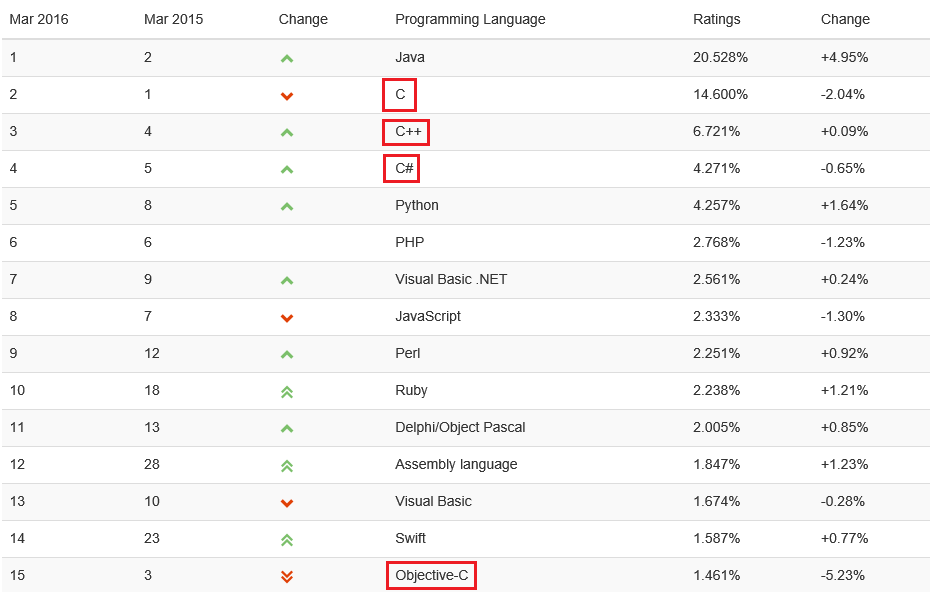 Mar 2016 Mar 2015 Change Programming Language Ratings Change
1 2 Java 20.528% +4.95%
2 1 C 14.600% -2.04%
3 4 C++ 6.721% +0.09%
4 5 C# 4.271% -0.65%
5 8 Python 4.257% +1.64%
6 6 PHP 2.768% -1.23%
7 9 Visual Basic .NET 2.561% +0.24%
8 7 JavaScript 2.333% -1.30%
9 12 Perl 2.251% +0.92%
10 18 Ruby 2.238% +1.21%
11 13 Delphi/Object Pascal 2.005% +0.85%
12 28 Assembly language 1.847% +1.23%
13 10 Visual Basic 1.674% -0.28%
14 23 Swift 1.587% +0.77%
15 3 Objective-C 1.461% -5.23%